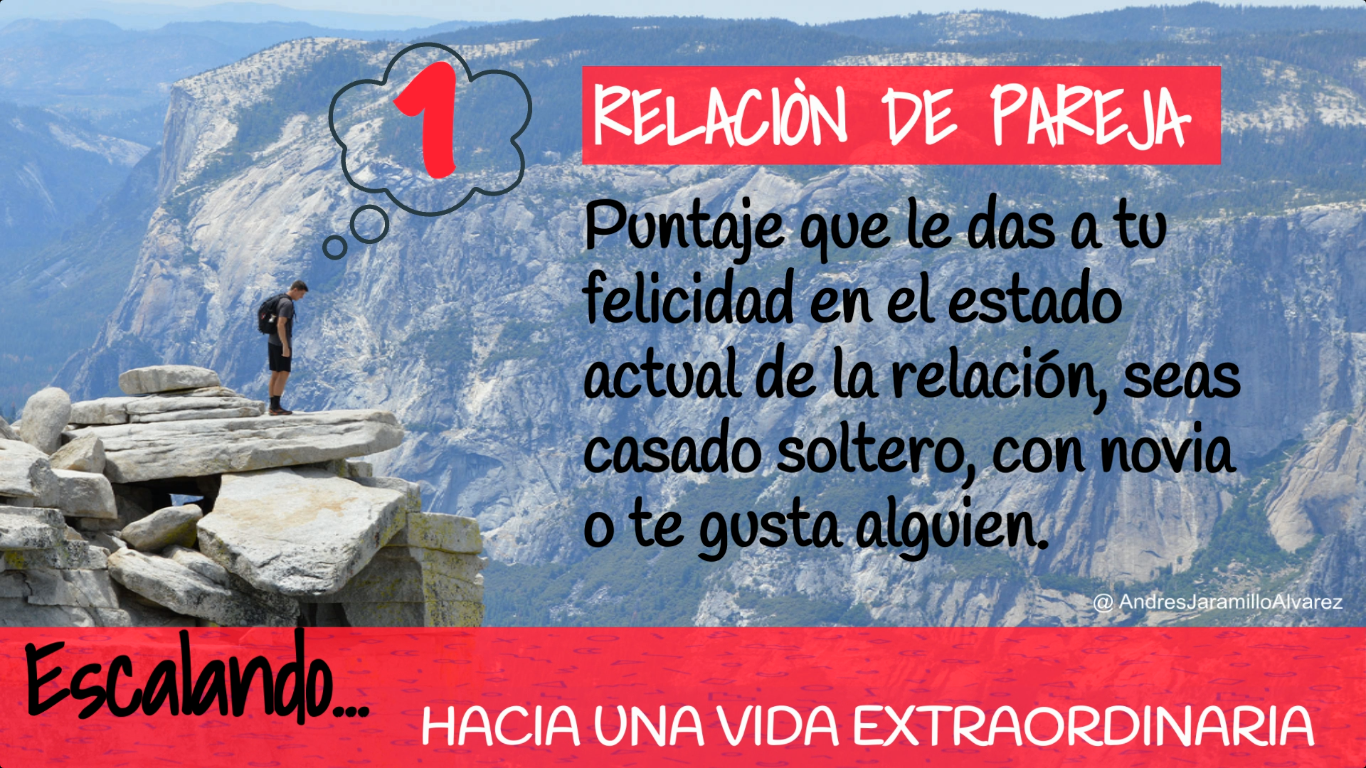 1
RELACIÒN DE PAREJA
Puntaje que le das a tu
felicidad en el estado
actual de la relación, seas
casado soltero, con novia
o te gusta alguien.
@ AndresJaramilloAlvarez
Escalando...
HACIA UNA VIDA EXTRAORDINARIA